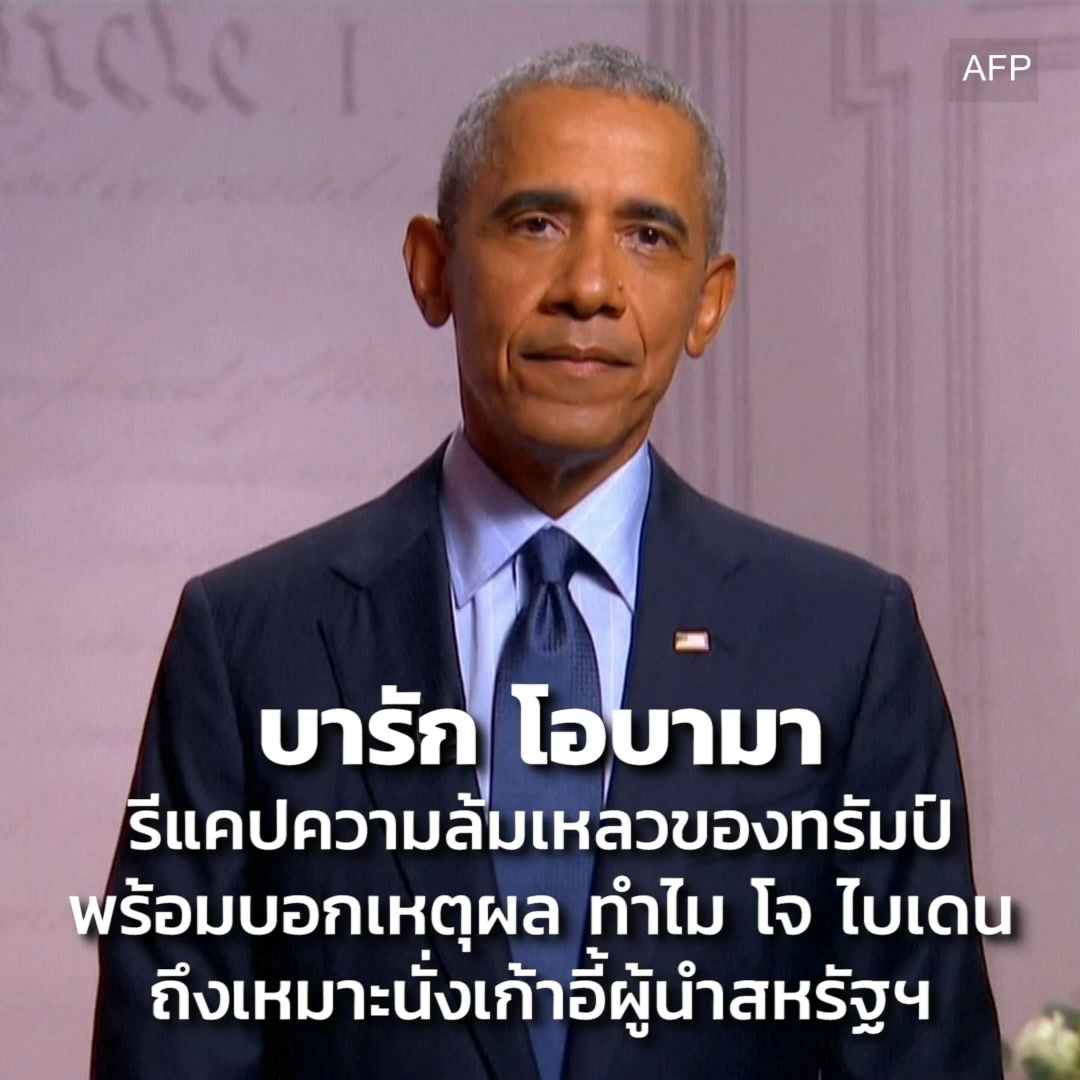 ticle I.
AFP
บารัก โอบามา
รีแคปความล้มเหลวของทรัมป์
พร้อมบอกเหตุผล ทำไม โจ ไบเดน
ถึงเหมาะนั่งเก้าอี้ผู้นำสหรัฐฯ